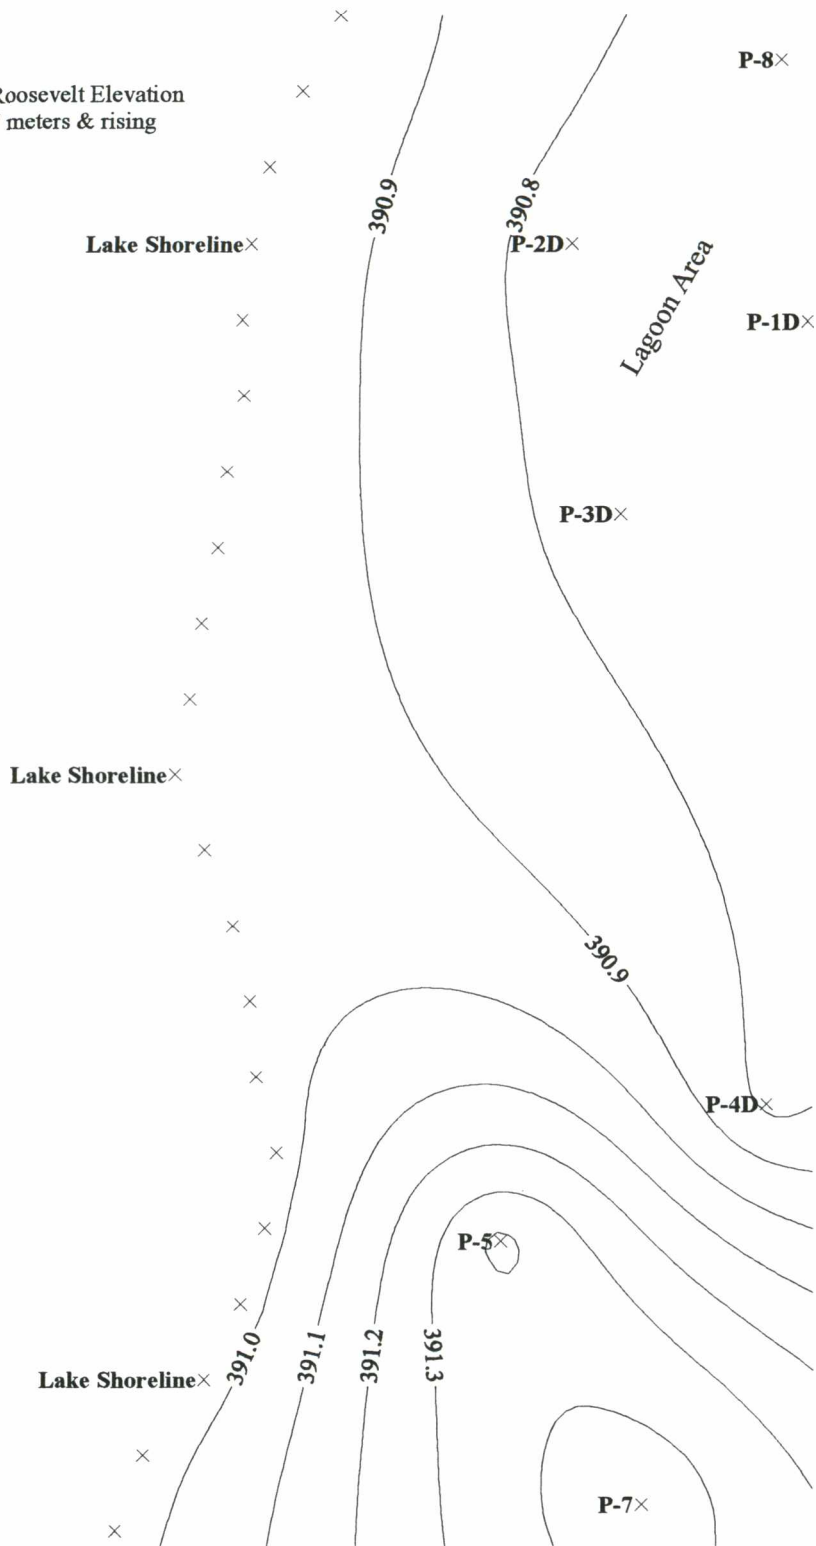 P-8
Roosevelt Elevation
meters & rising
390.9
390.8
Lake Shoreline
P-2D
Lagoon Area
P-1D
P-3D
Lake Shoreline
390.9
P-4D
P-5
391.0
391.1
391.2
391.3
Lake Shoreline
P-7